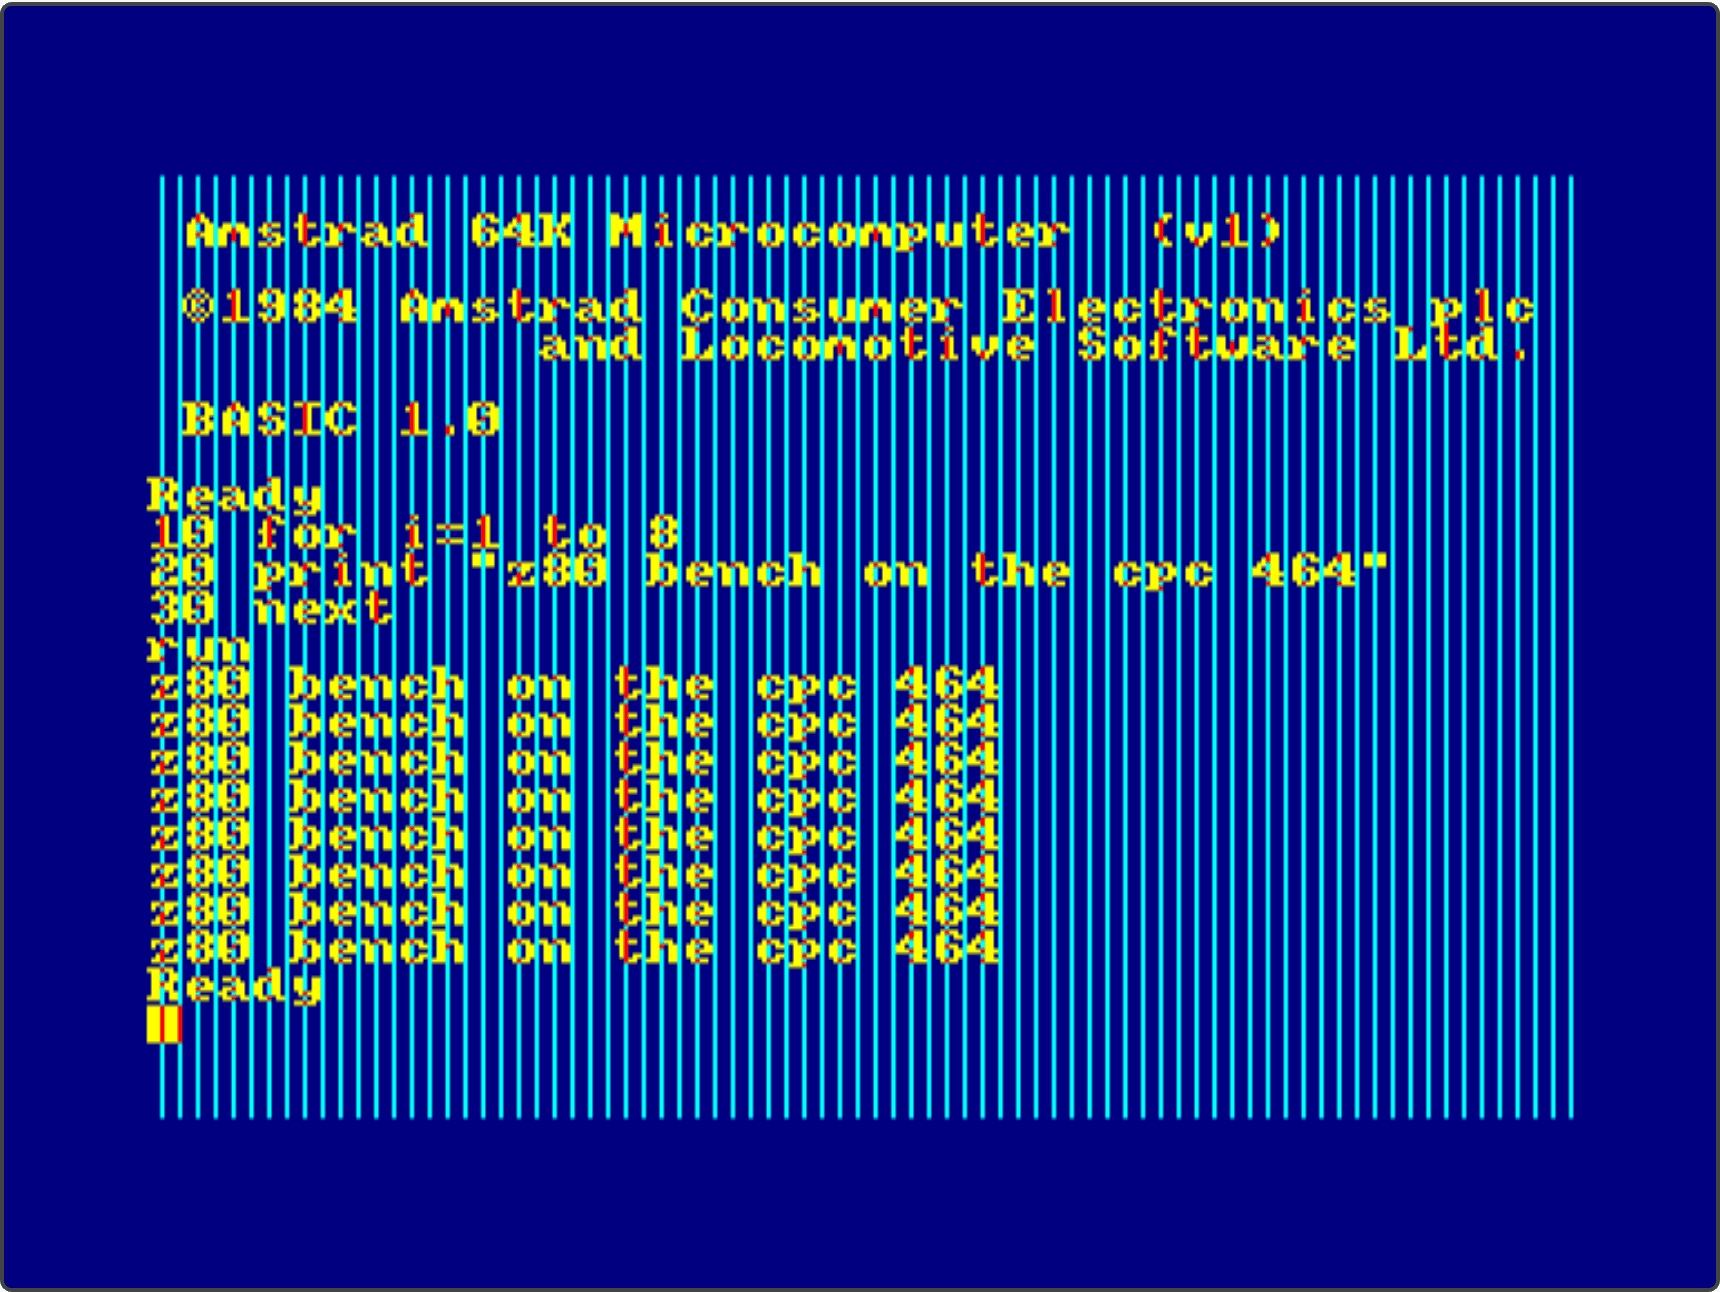 Amstrad 64K Microcomputer (v1)
©1984 Amstrad Consumer Electronics plc
and Locomotive Software Ltd.
BASIC 1.0
Ready
10 for i=1 to 8
20 print "z80 bench on the cpc 464"
30 next
run
z80 bench on the cpc 464
z80 bench on the cpc 464
z80 bench on the cpc 464
z80 bench on the cpc 464
z80 bench on the cpc 464
z80 bench on the cpc 464
z80 bench on the cpc 464
z80 bench on the cpc 464
Ready